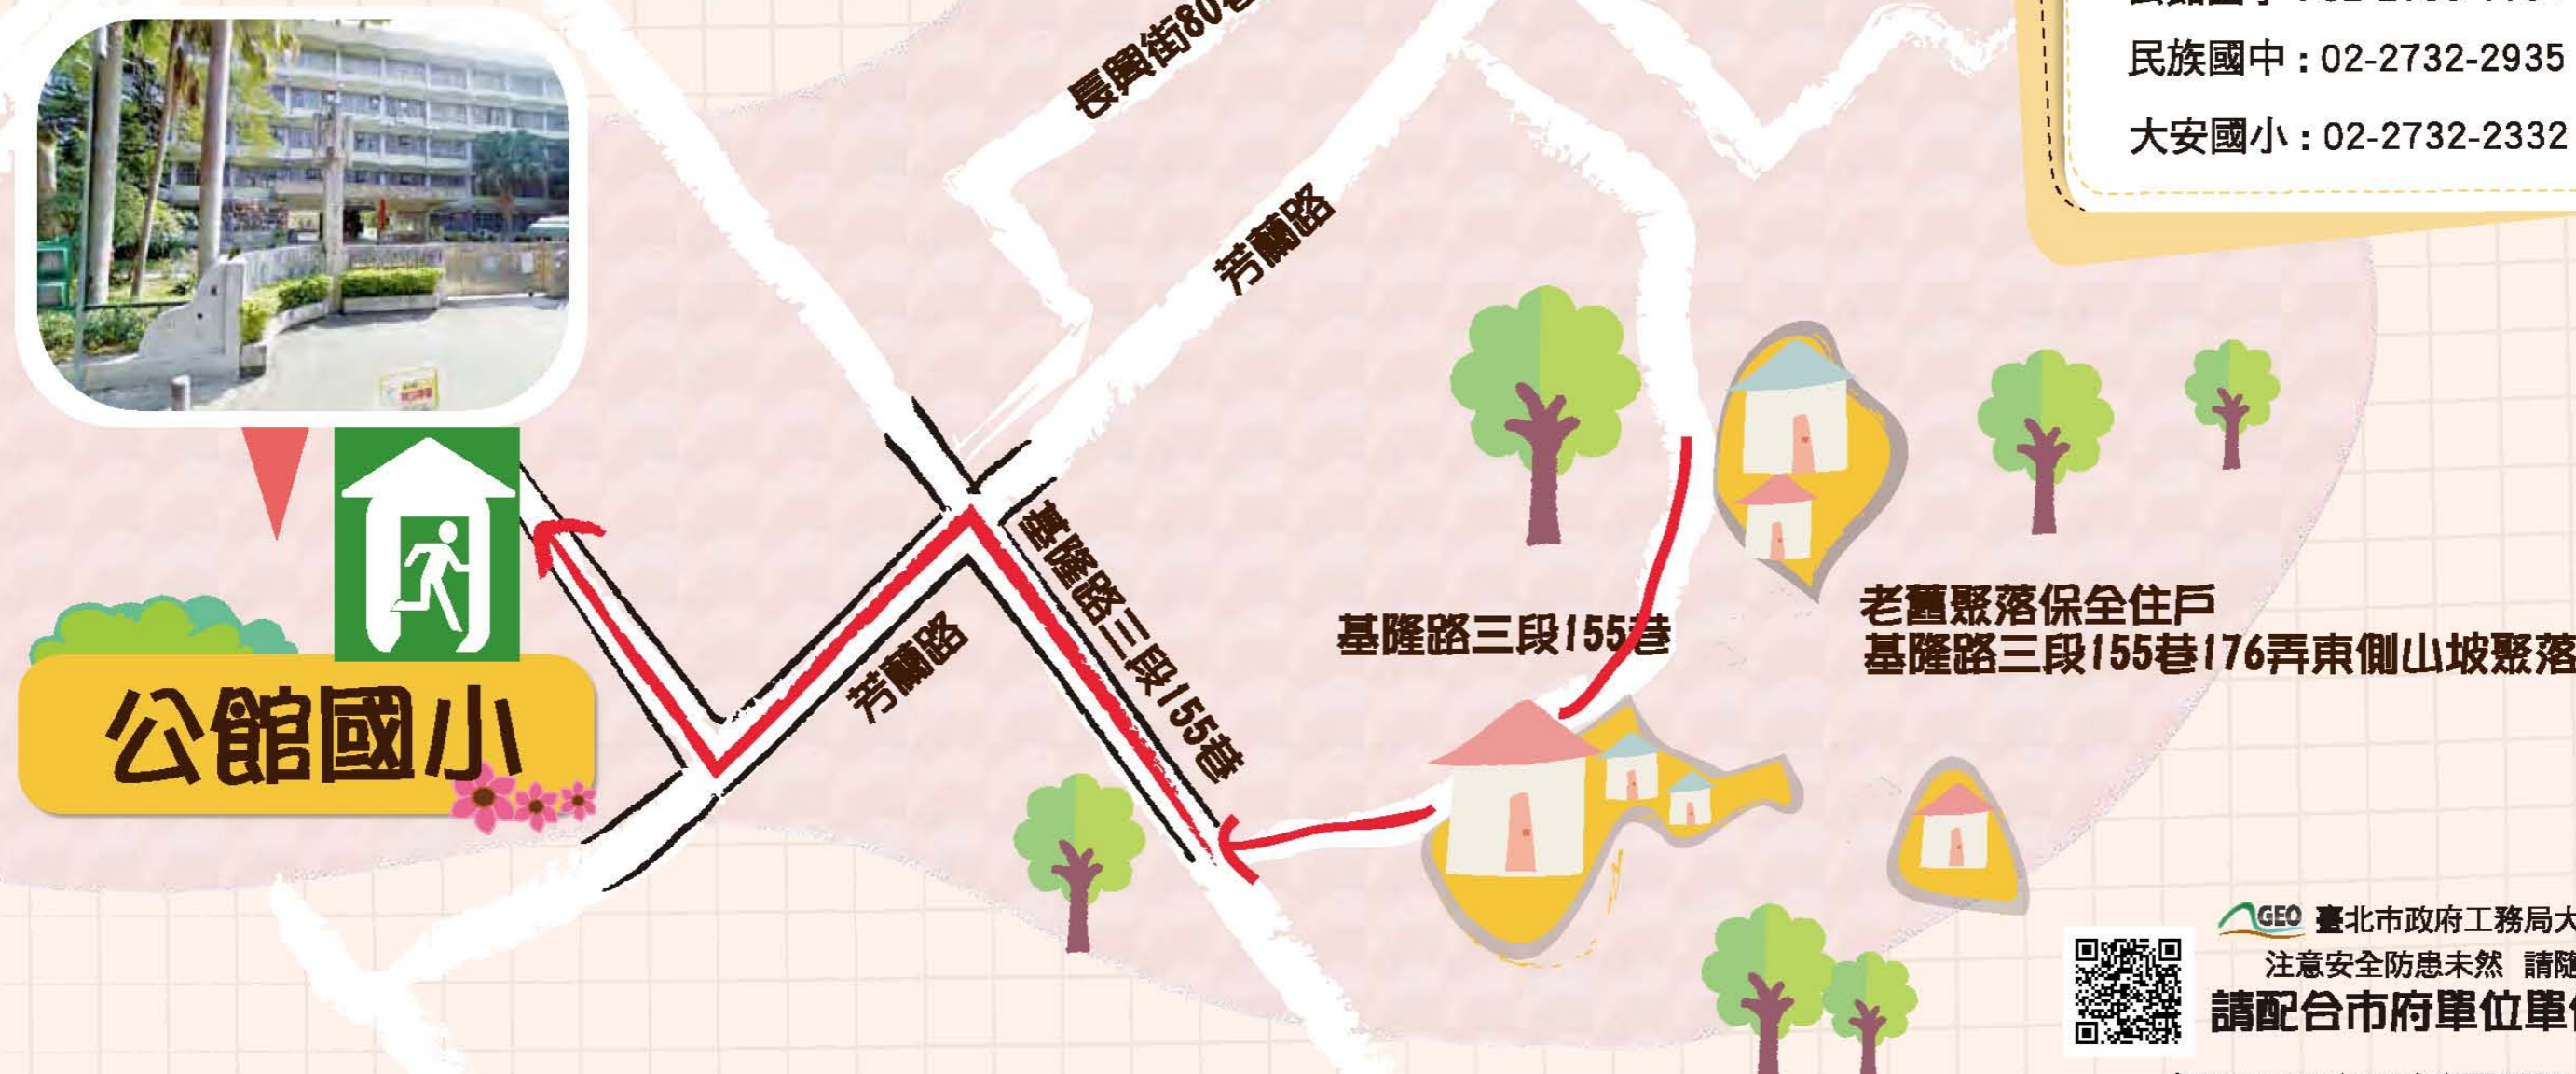 長興街80巷
民族國中：02-2732-2935
大安國小：02-2732-2332
芳蘭路
基隆路三段155巷
芳蘭路
基隆路三段155巷
老舊聚落保全住戶
基隆路三段155巷176弄東側山坡聚落
公館國小
GEO 臺北市政府工務局大
注意安全防患未然 請隨
請配合市府單位單位